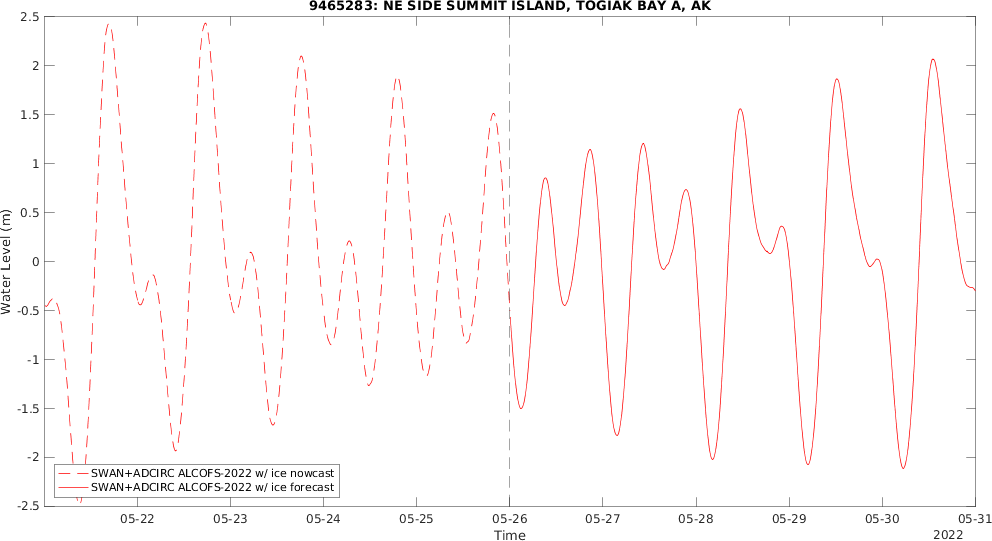 9465283: NE SIDE SUMMIT ISLAND, TOGIAK BAY A, AK
Water Level (m)
2.5
2
1.5
1
0.5
0
-0.5
-1
-1.5
-2
-2.5
SWAN+ADCIRC ALCOFS-2022 w/ ice nowcast
SWAN+ADCIRC ALCOFS-2022 w/ ice forecast
05-22 05-23 05-24 05-25 05-26 05-27 05-28 05-29 05-30 05-31
Time
2022